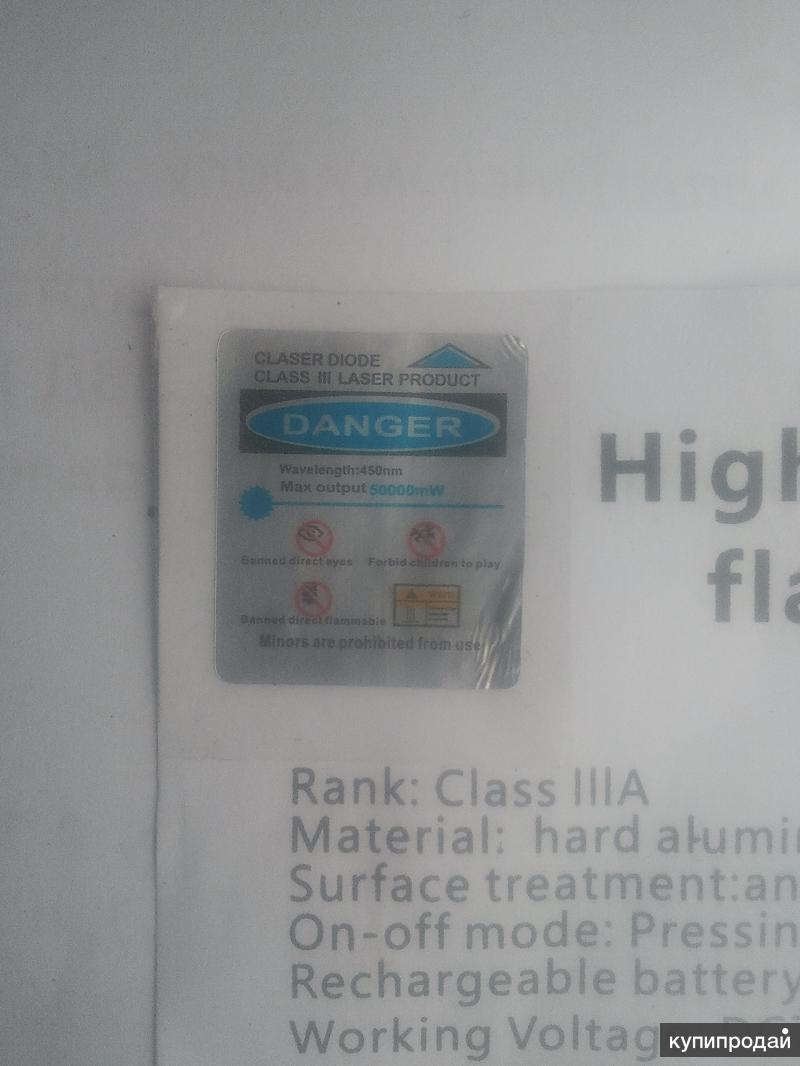 CLASER DIODE
CLASS III LASER PRODUCT
DANGER
Wavelength:450nm
Max output 50000mW
Banned direct eyes Forbid children to play
Banned direct flammable
Minors are prohibited from use
High
fla
Rank: Class IIIA
Material: hard alumin
Surface treatment:an
On-off mode: Pressin
Rechargeable battery
Working Voltag
купипродай